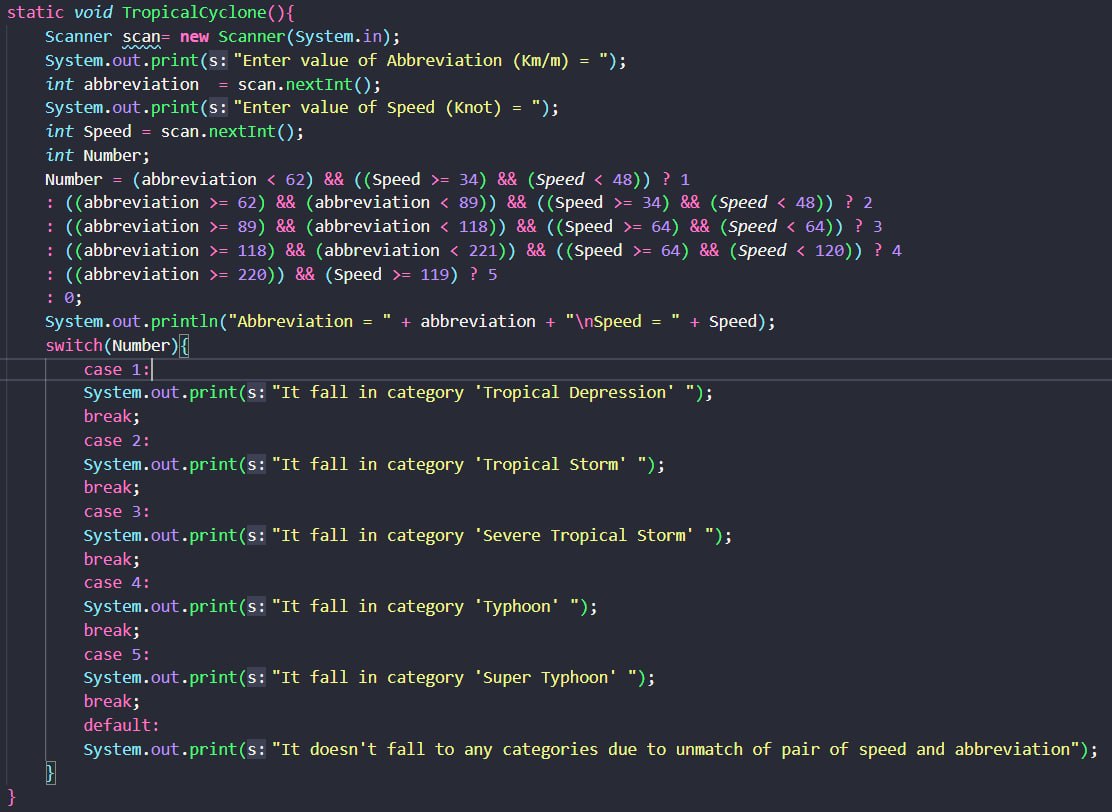 static void TropicalCyclone(){
Scanner scan= new Scanner(System.in);
System.out.print(s: "Enter value of Abbreviation (Km/m) = ");
int abbreviation  = scan.nextInt();
System.out.print(s: "Enter value of Speed (Knot) = ");
int Speed = scan.nextInt();
int Number;
Number = (abbreviation < 62) && ((Speed >= 34) && (Speed < 48)) ? 1
: ((abbreviation >= 62) && (abbreviation < 89)) && ((Speed >= 34) && (Speed < 48)) ? 2
: ((abbreviation >= 89) && (abbreviation < 118)) && ((Speed >= 64) && (Speed < 64)) ? 3
: ((abbreviation >= 118) && (abbreviation < 221)) && ((Speed >= 64) && (Speed < 120)) ? 4
: ((abbreviation >= 220)) && (Speed >= 119) ? 5
: 0;
System.out.println("Abbreviation = " + abbreviation + "\nSpeed = " + Speed);
switch(Number){
case 1:
System.out.print(s: "It fall in category 'Tropical Depression' ");
break;
case 2:
System.out.print(s: "It fall in category 'Tropical Storm' ");
break;
case 3:
System.out.print(s: "It fall in category 'Severe Tropical Storm' ");
break;
case 4:
System.out.print(s: "It fall in category 'Typhoon' ");
break;
case 5:
System.out.print(s: "It fall in category 'Super Typhoon' ");
break;
default:
System.out.print(s: "It doesn't fall to any categories due to unmatch of pair of speed and abbreviation");
}
}